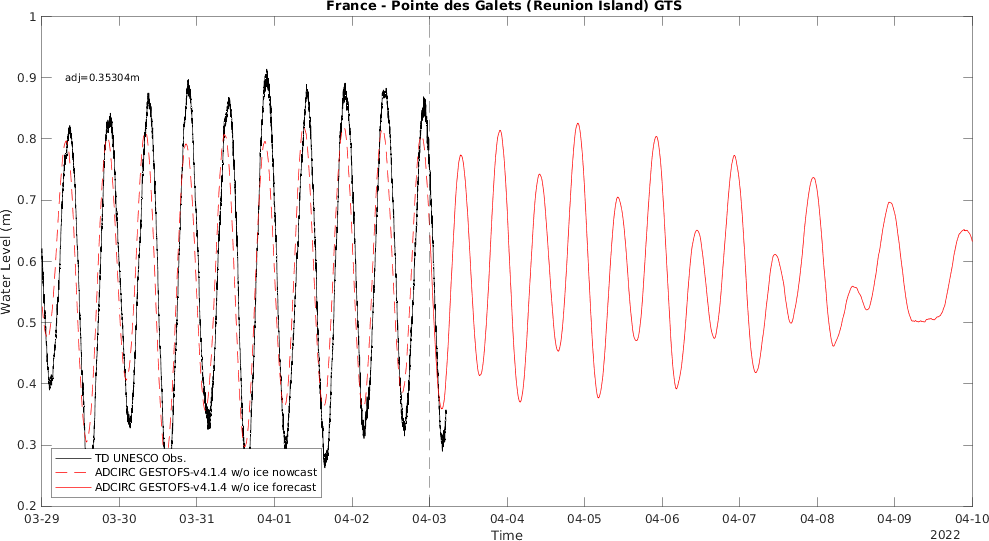 France - Pointe des Galets (Reunion Island) GTS
1
0.9
adj=0.35304m
0.8
0.7
Water Level (m)
0.6
0.5
0.4
0.3
TD UNESCO Obs.
ADCIRC GESTOFS-v4.1.4 w/o ice nowcast
ADCIRC GESTOFS-v4.1.4 w/o ice forecast
0.2
03-29 03-30 03-31 04-01 04-02 04-03 04-04 04-05 04-06 04-07 04-08 04-09 04-10
Time
2022